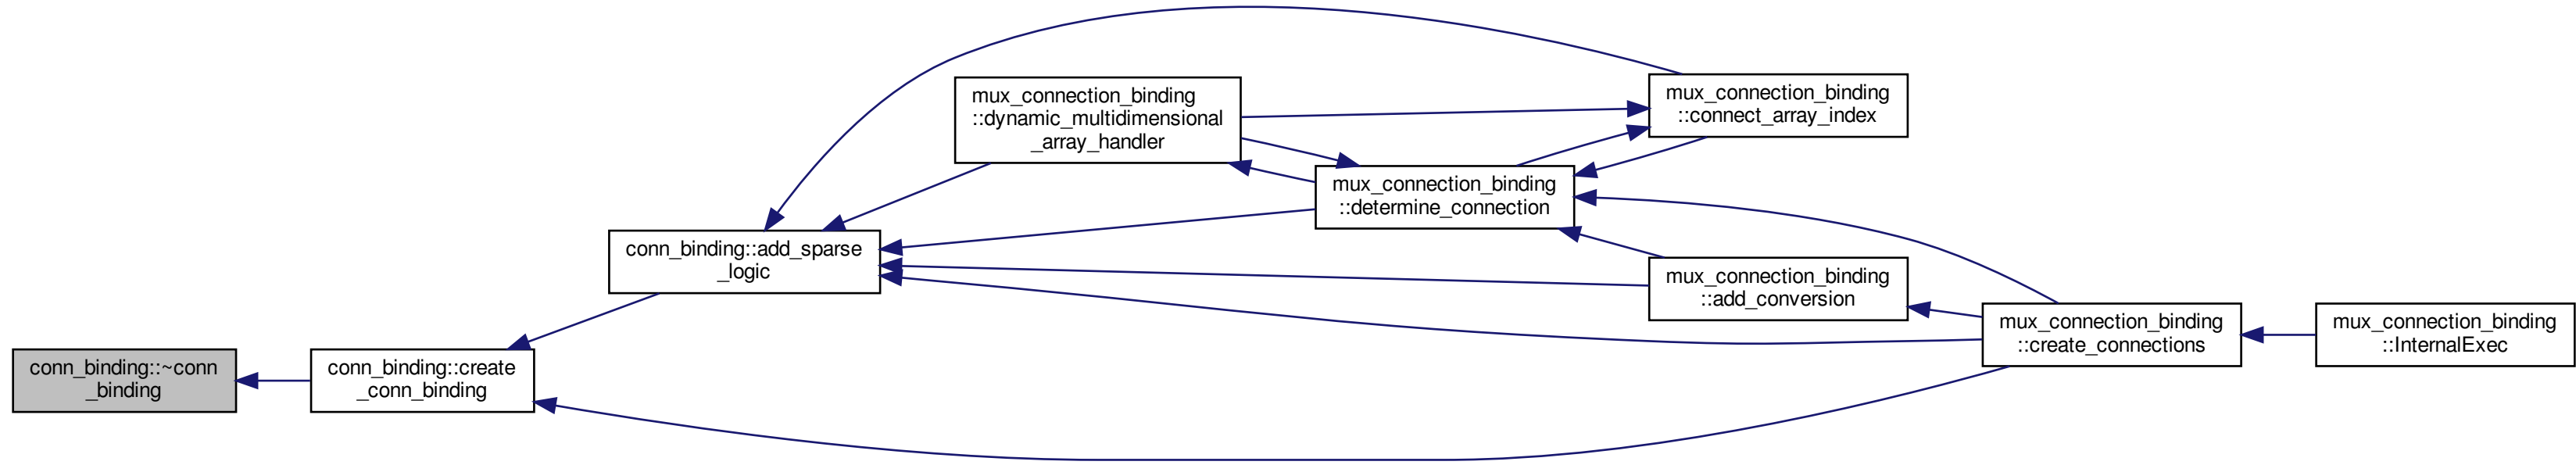 conn_binding::~conn
_binding
conn_binding::create
_conn_binding
conn_binding::add_sparse
_logic
mux_connection_binding
::dynamic_multidimensional
_array_handler
mux_connection_binding
::determine_connection
mux_connection_binding
::connect_array_index
mux_connection_binding
::add_conversion
mux_connection_binding
::create_connections
mux_connection_binding
::InternalExec